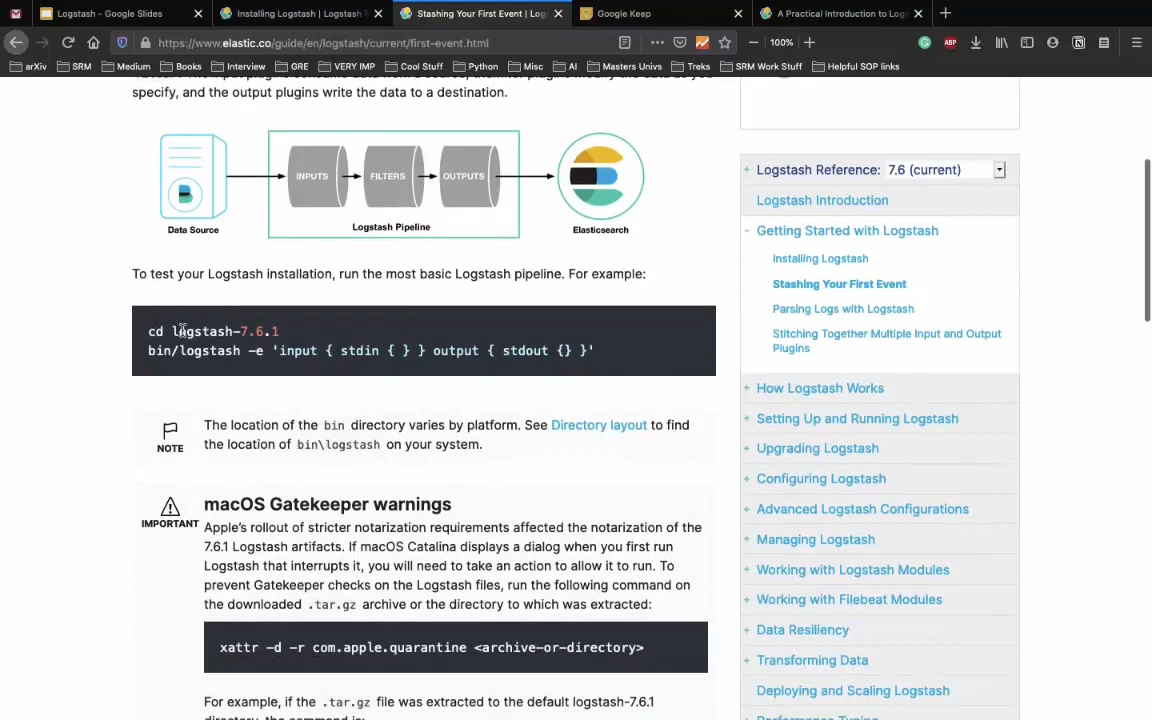 Logstash – Google Slides
Installing Logstash | Logstash
Stashing Your First Event | Log
Google Keep
A Practical Introduction to Log
https://www.elastic.co/guide/en/logstash/current/first-event.html
100%
ABP
arXiv
SRM
Medium
Books
Interview
GRE
VERY IMP
Cool Stuff
Python
Misc
AI
Masters Univs
Treks
SRM Work Stuff
Helpful SOP links
specify, and the output plugins write the data to a destination.
INPUTS
FILTERS
OUTPUTS
Data Source
Logstash Pipeline
Elasticsearch
To test your Logstash installation, run the most basic Logstash pipeline. For example:
cd logstash-7.6.1
bin/logstash -e 'input { stdin { } } output { stdout {} }'
NOTE
The location of the bin directory varies by platform. See Directory layout to find
the location of bin\logstash on your system.
IMPORTANT
macOS Gatekeeper warnings
Apple's rollout of stricter notarization requirements affected the notarization of the
7.6.1 Logstash artifacts. If macOS Catalina displays a dialog when you first run
Logstash that interrupts it, you will need to take an action to allow it to run. To
prevent Gatekeeper checks on the Logstash files, run the following command on
the downloaded .tar.gz archive or the directory to which was extracted:
xattr -d -r com.apple.quarantine <archive-or-directory>
For example, if the .tar.gz file was extracted to the default logstash-7.6.1
directory, the command is:
Logstash Reference: 7.6 (current)
Logstash Introduction
Getting Started with Logstash
Installing Logstash
Stashing Your First Event
Parsing Logs with Logstash
Stitching Together Multiple Input and Output
Plugins
How Logstash Works
Setting Up and Running Logstash
Upgrading Logstash
Configuring Logstash
Advanced Logstash Configurations
Managing Logstash
Working with Logstash Modules
Working with Filebeat Modules
Data Resiliency
Transforming Data
Deploying and Scaling Logstash
Performance Tuning